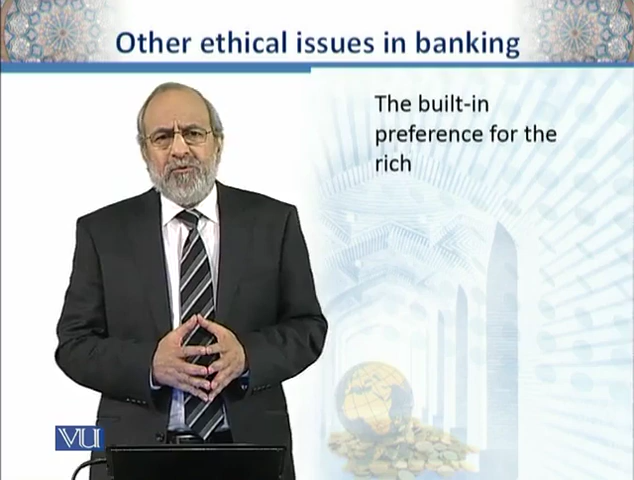 Other ethical issues in banking
The built-in
preference for the
rich
VU